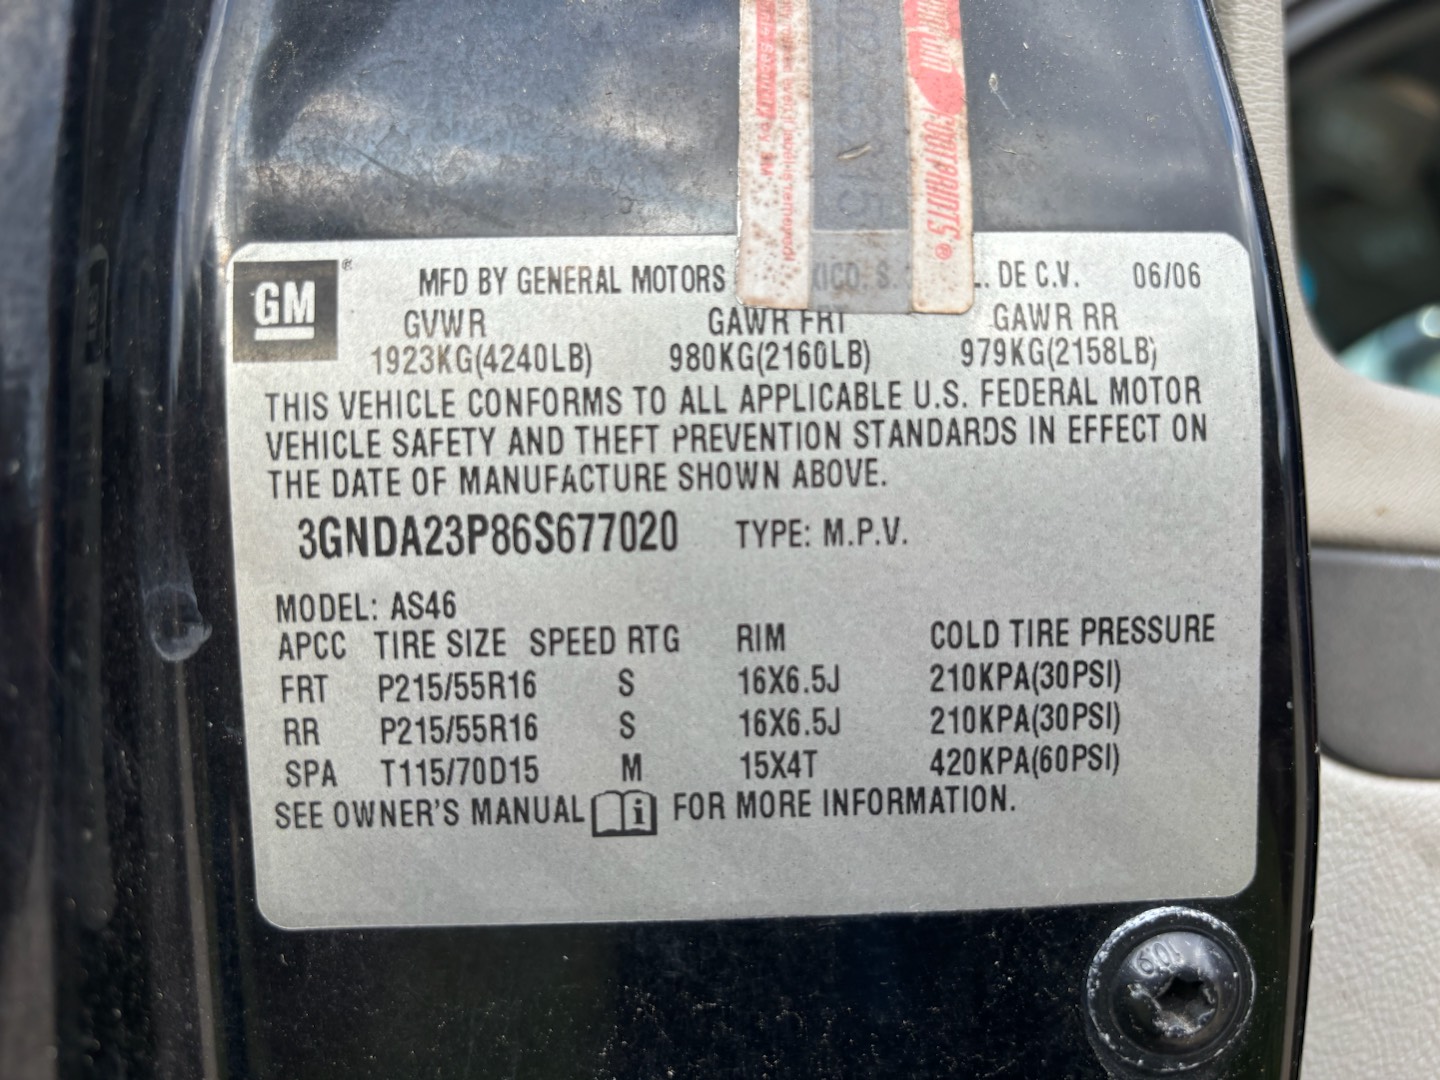 GM ® MFD BY GENERAL MOTORS DE C.V. 06/06
GVWR GAWR FRT GAWR RR
1923KG(4240LB) 980KG(2160LB) 979KG(2158LB)
THIS VEHICLE CONFORMS TO ALL APPLICABLE U.S. FEDERAL MOTOR
VEHICLE SAFETY AND THEFT PREVENTION STANDARDS IN EFFECT ON
THE DATE OF MANUFACTURE SHOWN ABOVE.
3GNDA23P86S677020 TYPE: M.P.V.
MODEL: AS46
APCC TIRE SIZE SPEED RTG RIM COLD TIRE PRESSURE
FRT P215/55R16 S 16X6.5J 210KPA(30PSI)
RR P215/55R16 S 16X6.5J 210KPA(30PSI)
SPA T115/70D15 M 15X4T 420KPA(60PSI)
SEE OWNER'S MANUAL i FOR MORE INFORMATION.
10.9